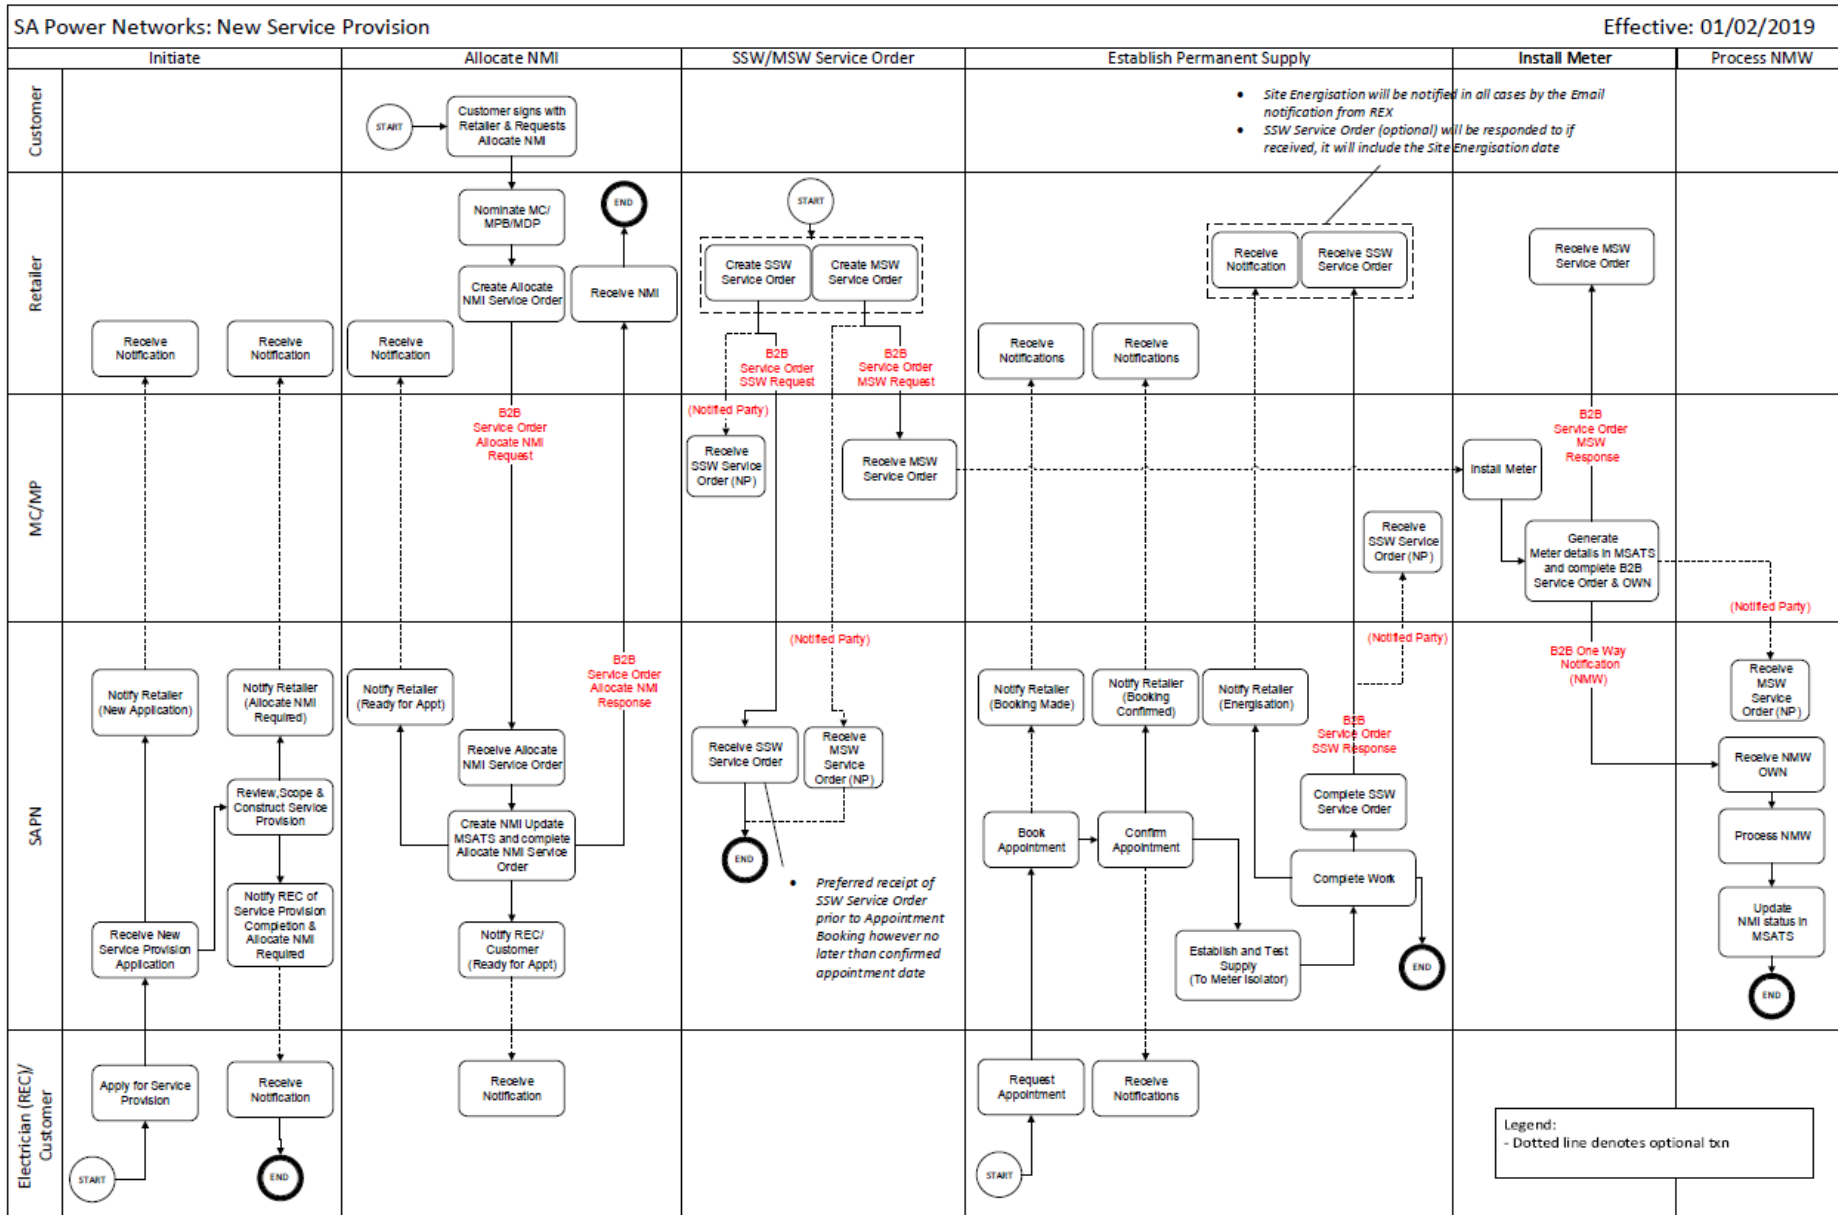 SA Power Networks: New Service Provision
Effective: 01/02/2019
Initiate
Allocate NMI
SSW/MSW Service Order
Establish Permanent Supply
Install Meter
Process NMW
Customer
START
Customer signs with
Retailer & Requests
Allocate NMI
• Site Energisation will be notified in all cases by the Email
notification from REX
• SSW Service Order (optional) will be responded to if
received, it will include the Site Energisation date
Retailer
Nominate MC/
MPB/MDP
END
START
Create Allocate
NMI Service Order
Receive NMI
Create SSW
Service Order
Create MSW
Service Order
Receive
Notification
Receive SSW
Service Order
Receive MSW
Service Order
Receive
Notification
Receive
Notification
Receive
Notification
B2B
Service Order
SSW Request
B2B
Service Order
MSW Request
Receive
Notifications
Receive
Notifications
MC/MP
B2B
Service Order
Allocate NMI
Request
(Notified Party)
Receive
SSW Service
Order (NP)
Receive MSW
Service Order
Install Meter
B2B
Service Order
MSW
Response
Receive
SSW Service
Order (NP)
Generate
Meter details in MSATS
and complete B2B
Service Order & OWN
(Notified Party)
SAPN
Notify Retailer
(New Application)
Notify Retailer
(Allocate NMI
Required)
Notify Retailer
(Ready for Appt)
B2B
Service Order
Allocate NMI
Response
(Notified Party)
Notify Retailer
(Booking Made)
Notify Retailer
(Booking
Confirmed)
Notify Retailer
(Energisation)
(Notified Party)
B2B One Way
Notification
(NMW)
Receive
MSW
Service
Order (NP)
Receive Allocate
NMI Service Order
Receive SSW
Service Order
Receive
MSW
Service
Order (NP)
B2B
Service Order
SSW Response
Receive NMW
OWN
Review,Scope &
Construct Service
Provision
Create NMI Update
MSATS and complete
Allocate NMI Service
Order
END
Book
Appointment
Confirm
Appointment
Complete SSW
Service Order
Process NMW
Complete Work
Receive New
Service Provision
Application
Notify REC of
Service Provision
Completion &
Allocate NMI
Required
Notify REC/
Customer
(Ready for Appt)
• Preferred receipt of
SSW Service Order
prior to Appointment
Booking however no
later than confirmed
appointment date
Establish and Test
Supply
(To Meter Isolator)
END
Update
NMI status in
MSATS
END
Electrician (REC)/
Customer
Apply for Service
Provision
Receive
Notification
Receive
Notification
Request
Appointment
Receive
Notifications
START
END
START
Legend:
- Dotted line denotes optional txn